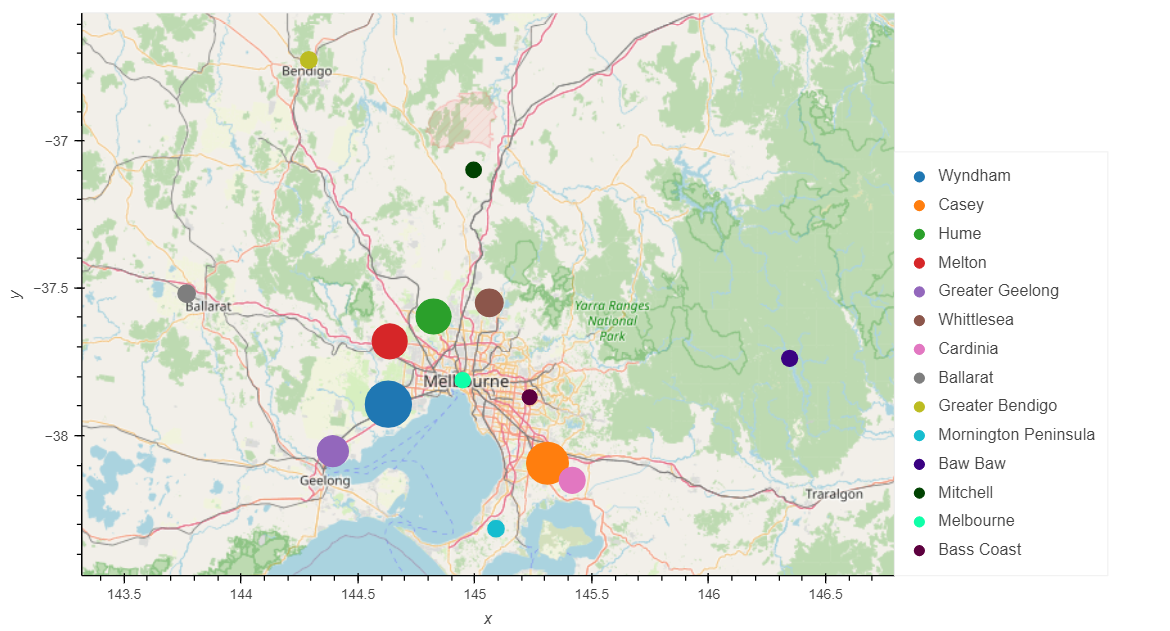 Bendigo
−37
Wyndham
Casey
Hume
Melton
−37.5
y
Greater Geelong
Ballarat
Yarra Ranges
National
Park
Whittlesea
Cardinia
Melbourne
Ballarat
Greater Bendigo
−38
Mornington Peninsula
Baw Baw
Geelong
Traralgon
Mitchell
Melbourne
Bass Coast
143.5
144
144.5
145
145.5
146
146.5
x